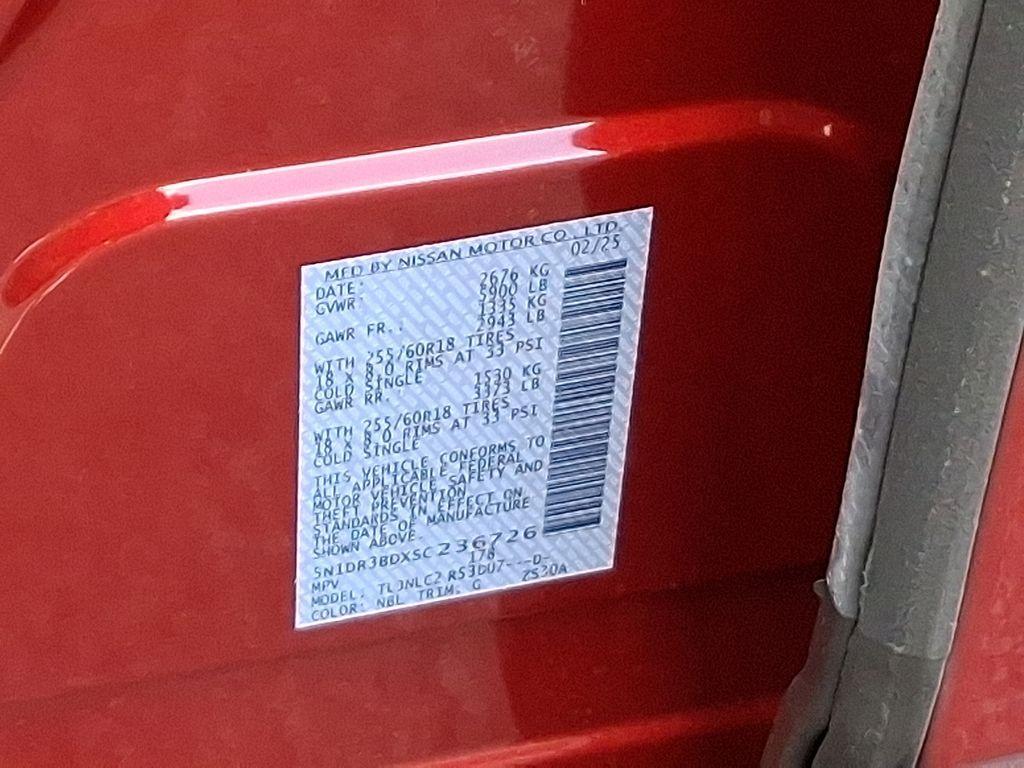 MFD BY NISSAN MOTOR CO., LTD.
DATE: 02/25
GVWR: 2676 KG
5900 LB
GAWR FR.: 1335 KG
2943 LB
WITH 255/60R18 TIRES
18 X 8.0 RIMS AT 33 PSI
COLD SINGLE
GAWR RR. 1530 KG
3373 LB
WITH 255/60R18 TIRES
18 X 8.0 RIMS AT 33 PSI
COLD SINGLE
THIS VEHICLE CONFORMS TO
ALL APPLICABLE FEDERAL
MOTOR VEHICLE SAFETY AND
THEFT PREVENTION
STANDARDS IN EFFECT ON
THE DATE OF MANUFACTURE
SHOWN ABOVE.
5N1DR3BDXSC236726
MPV 178
MODEL:
COLOR: NBL TRIM: G